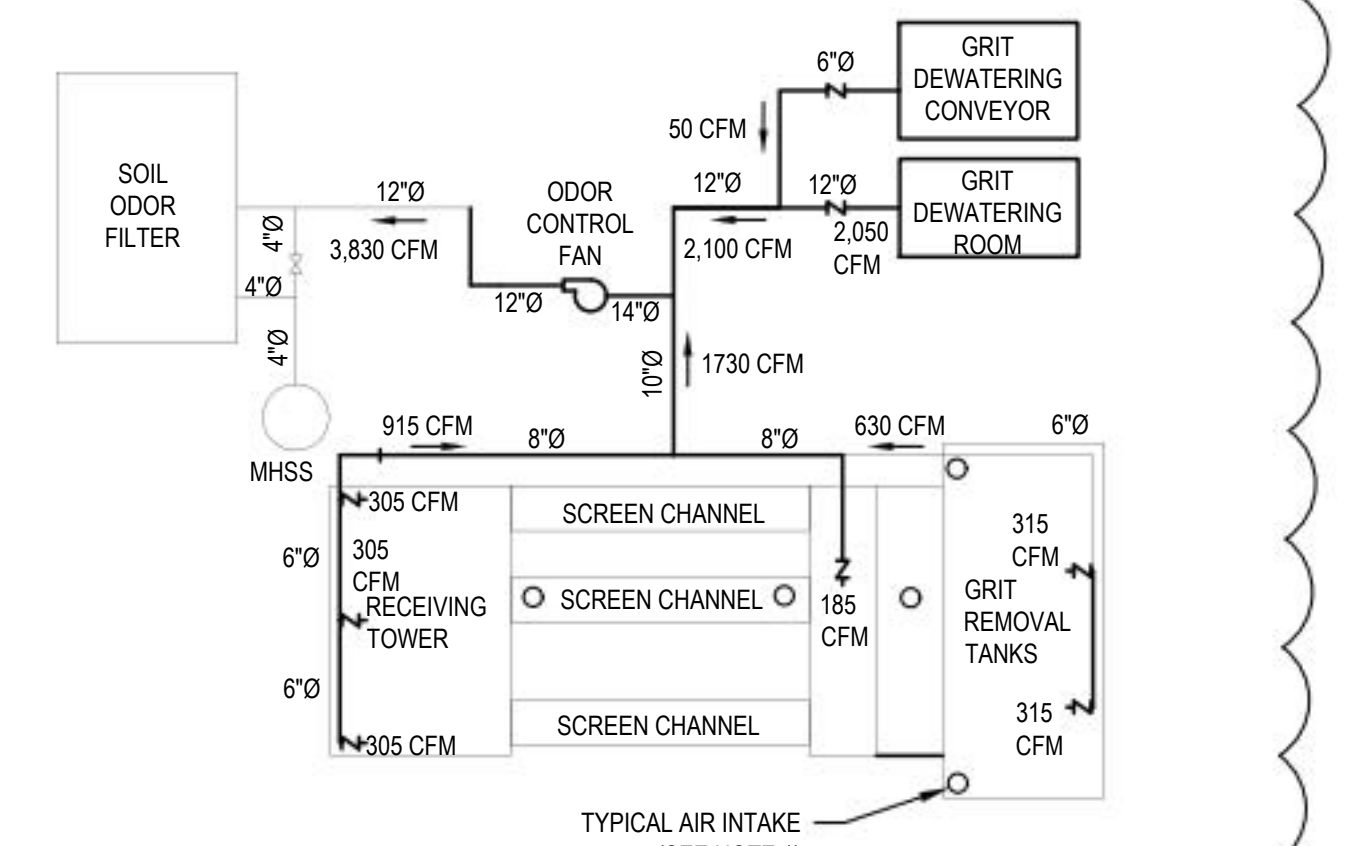 GRIT
DEWATERING
CONVEYOR
6"Ø
50 CFM
SOIL
ODOR
FILTER
12"Ø
3,830 CFM
ODOR
CONTROL
FAN
12"Ø
2,100 CFM
12"Ø
2,050
CFM
GRIT
DEWATERING
ROOM
4"Ø
4"Ø
4"Ø
12"Ø
14"Ø
10"Ø
1730 CFM
MHSS
915 CFM
8"Ø
8"Ø
630 CFM
6"Ø
305 CFM
6"Ø
305
CFM
RECEIVING
TOWER
6"Ø
305 CFM
SCREEN CHANNEL
SCREEN CHANNEL
SCREEN CHANNEL
185
CFM
315
CFM
GRIT
REMOVAL
TANKS
315
CFM
TYPICAL AIR INTAKE